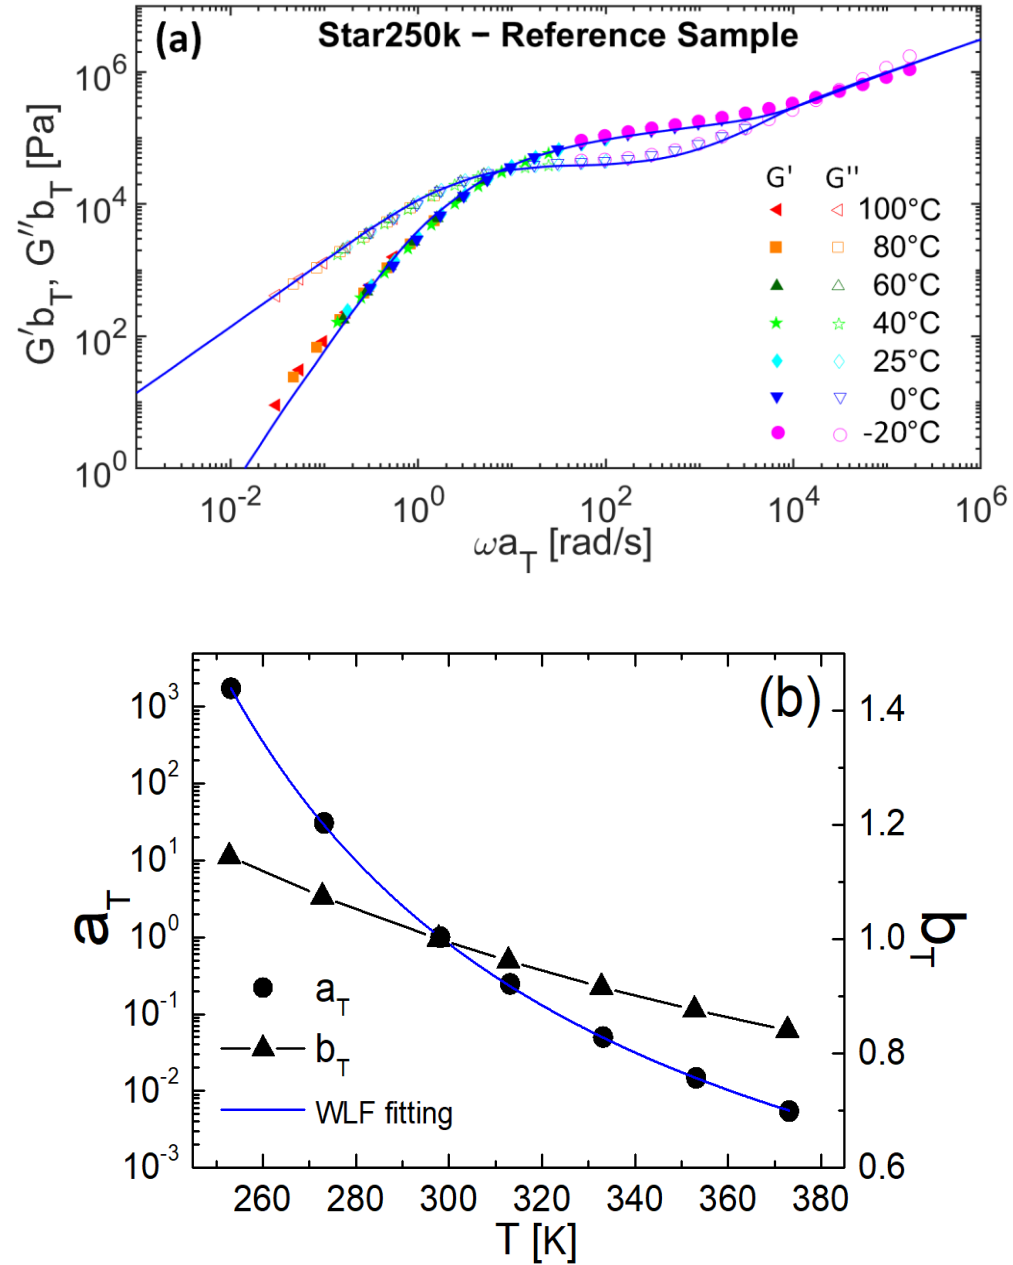 (a) Star250k − Reference Sample
10^6
10^4
10^2
10^0
G'b_T, G''b_T [Pa]
G' G''
100°C
80°C
60°C
40°C
25°C
0°C
-20°C
10^-2 10^0 10^2 10^4 10^6
ωa_T [rad/s]
(b)
10^3
10^2
10^1
10^0
10^-1
10^-2
10^-3
a_T
a_T
b_T
WLF fitting
1.4
1.2
1.0
0.8
0.6
b_T
260 280 300 320 340 360 380
T [K]